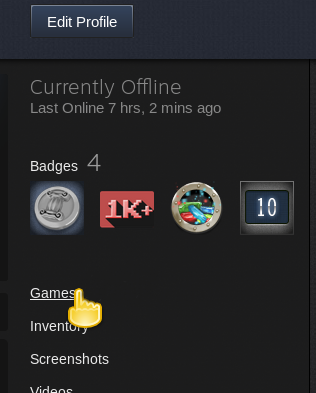 Edit Profile
Currently Offline
Last Online 7 hrs, 2 mins ago
Badges 4
1K+
10
Games
Inventory
Screenshots
Videos